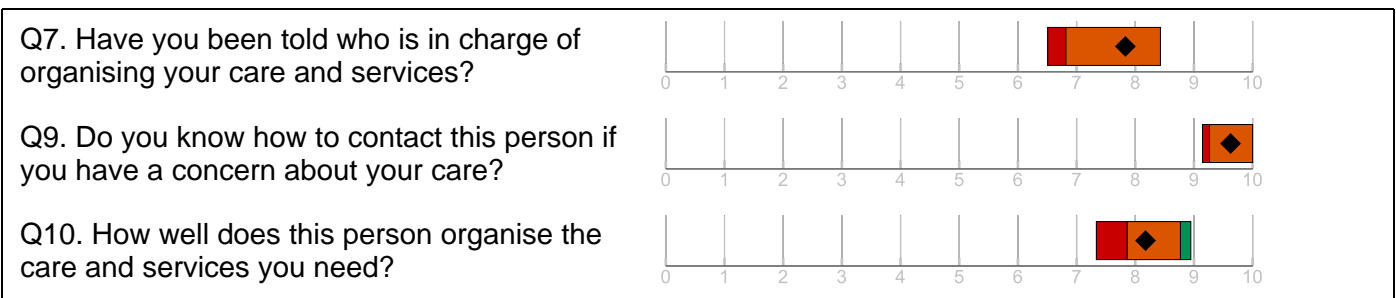 Q7. Have you been told who is in charge of
organising your care and services?
0 1 2 3 4 5 6 7 8 9 10
Q9. Do you know how to contact this person if
you have a concern about your care?
0 1 2 3 4 5 6 7 8 9 10
Q10. How well does this person organise the
care and services you need?
0 1 2 3 4 5 6 7 8 9 10